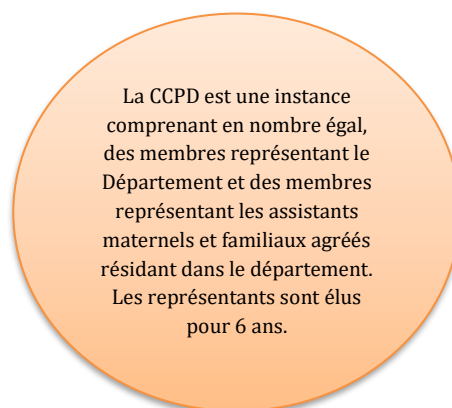 La CCPD est une instance
comprenant en nombre égal,
des membres représentant le
Département et des membres
représentant les assistants
maternels et familiaux agréés
résidant dans le département.
Les représentants sont élus
pour 6 ans.